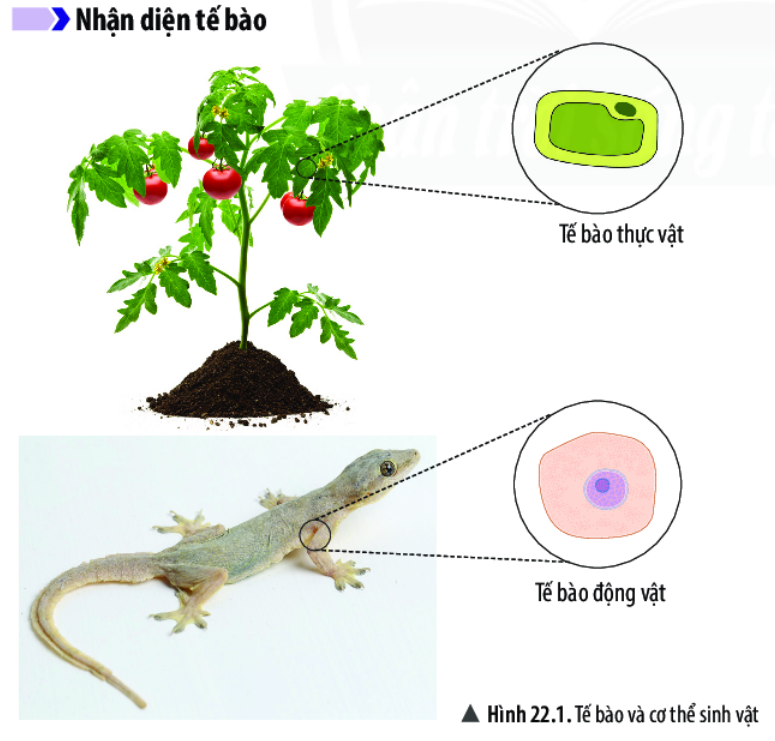 Nhận diện tế bào
Tế bào thực vật
Tế bào động vật
▲ Hình 22.1. Tế bào và cơ thể sinh vật